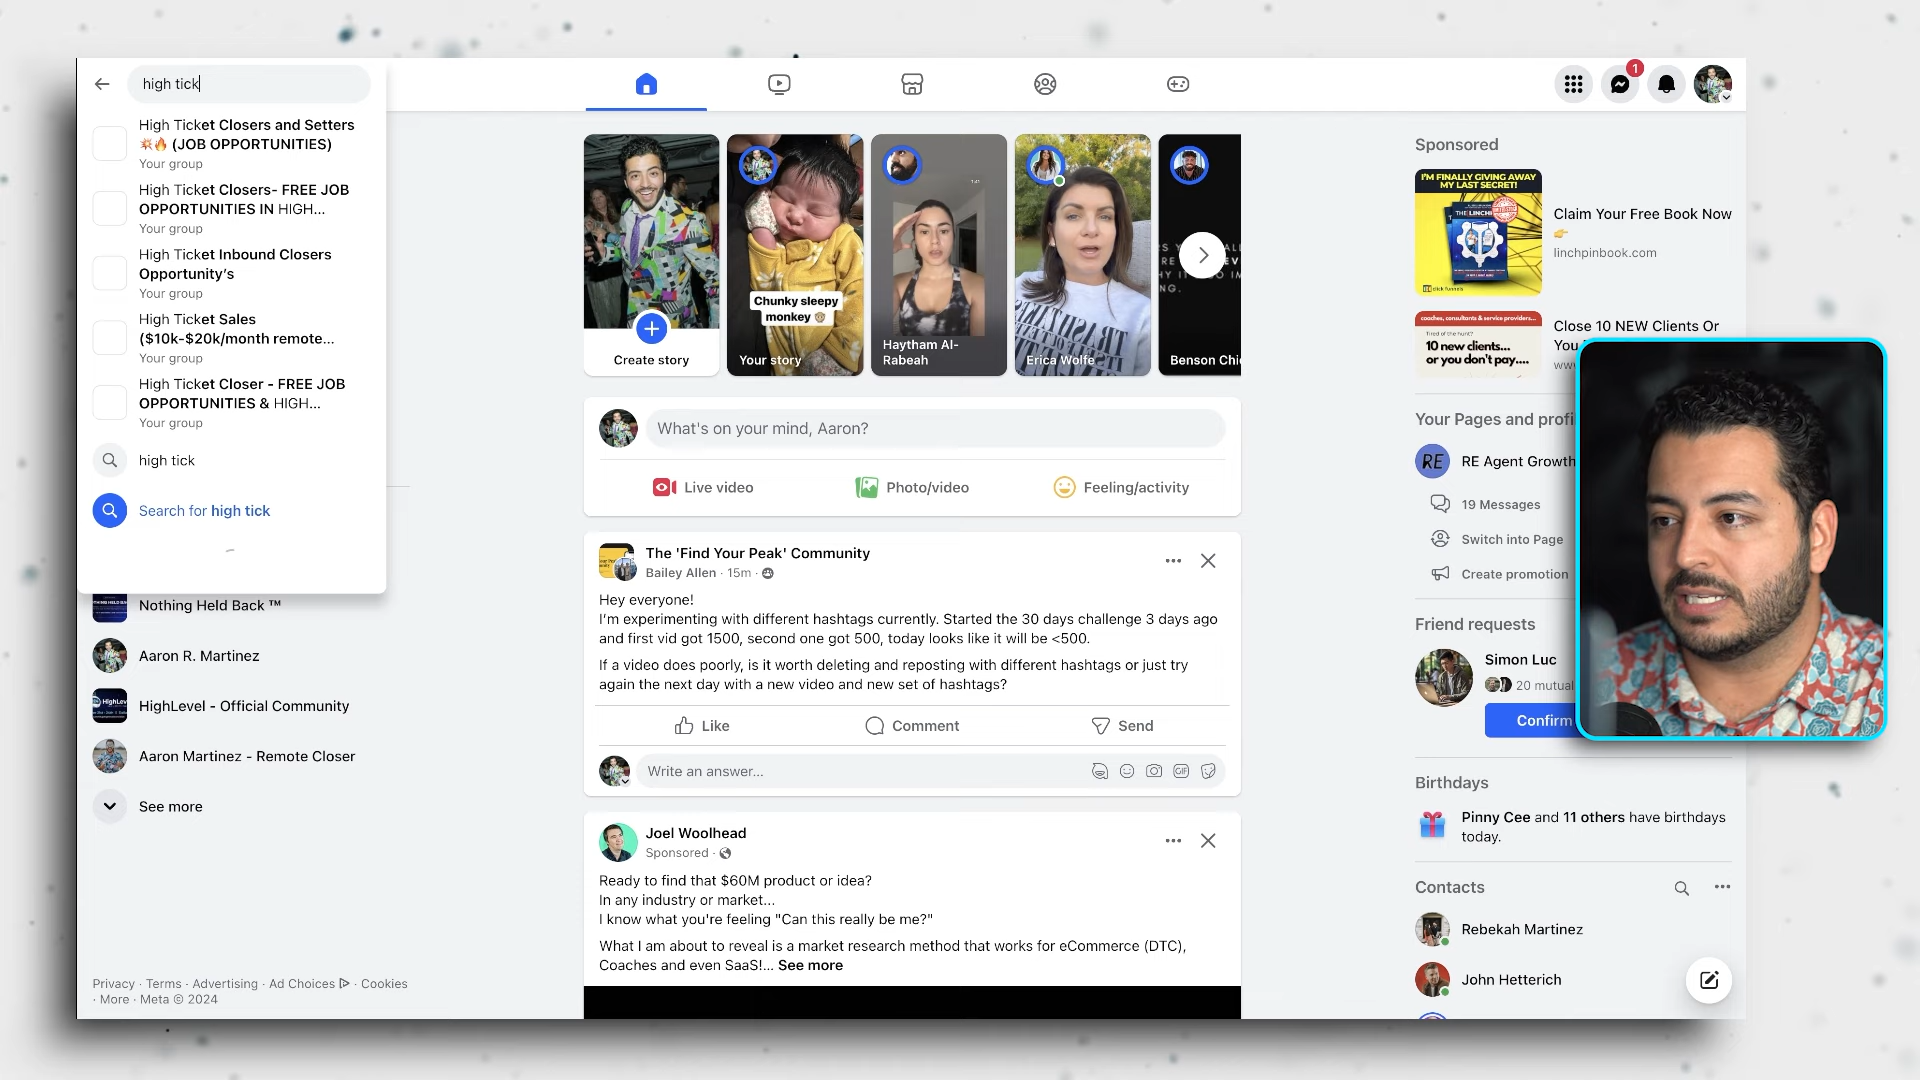 high tick
High Ticket Closers and Setters
💥🔥 (JOB OPPORTUNITIES)
Your group
High Ticket Closers- FREE JOB
OPPORTUNITIES IN HIGH...
Your group
High Ticket Inbound Closers
Opportunity's
Your group
High Ticket Sales
($10k-$20k/month remote...
Your group
High Ticket Closer - FREE JOB
OPPORTUNITIES & HIGH...
Your group
high tick
Search for high tick
Nothing Held Back ™
Aaron R. Martinez
HighLevel - Official Community
Aaron Martinez - Remote Closer
See more
Privacy · Terms · Advertising · Ad Choices · Cookies
· More · Meta © 2024
1
Create story
Chunky sleepy
monkey 🐵
Your story
Haytham Al-
Rabeah
Erica Wolfe
Benson Chi
What's on your mind, Aaron?
Live video
Photo/video
Feeling/activity
The 'Find Your Peak' Community
Bailey Allen · 15m ·
Hey everyone!
I'm experimenting with different hashtags currently. Started the 30 days challenge 3 days ago
and first vid got 1500, second one got 500, today looks like it will be <500.
If a video does poorly, is it worth deleting and reposting with different hashtags or just try
again the next day with a new video and new set of hashtags?
Like
Comment
Send
Write an answer...
GIF
Joel Woolhead
Sponsored ·
Ready to find that $60M product or idea?
In any industry or market...
I know what you're feeling "Can this really be me?"
What I am about to reveal is a market research method that works for eCommerce (DTC),
Coaches and even SaaS!... See more
Sponsored
I'M FINALLY GIVING AWAY
MY LAST SECRET!
Claim Your Free Book Now
👉
linchpinbook.com
coaches, consultants & service providers...
Tired of the hunt?
10 new clients...
or you don't pay....
Close 10 NEW Clients Or
You
Your Pages and profi
RE
RE Agent Growth
19 Messages
Switch into Page
Create promotion
Friend requests
Simon Luc
20 mutual
Confirm
Birthdays
Pinny Cee and 11 others have birthdays
today.
Contacts
Rebekah Martinez
John Hetterich